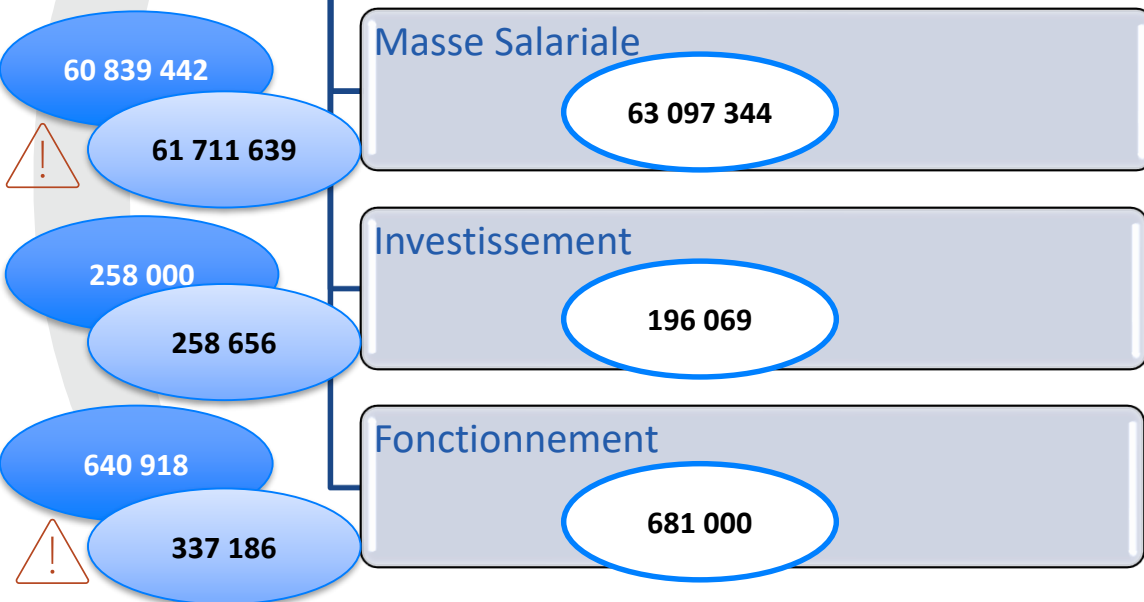 60 839 442
61 711 639
Masse Salariale
63 097 344
258 000
258 656
Investissement
196 069
640 918
337 186
Fonctionnement
681 000